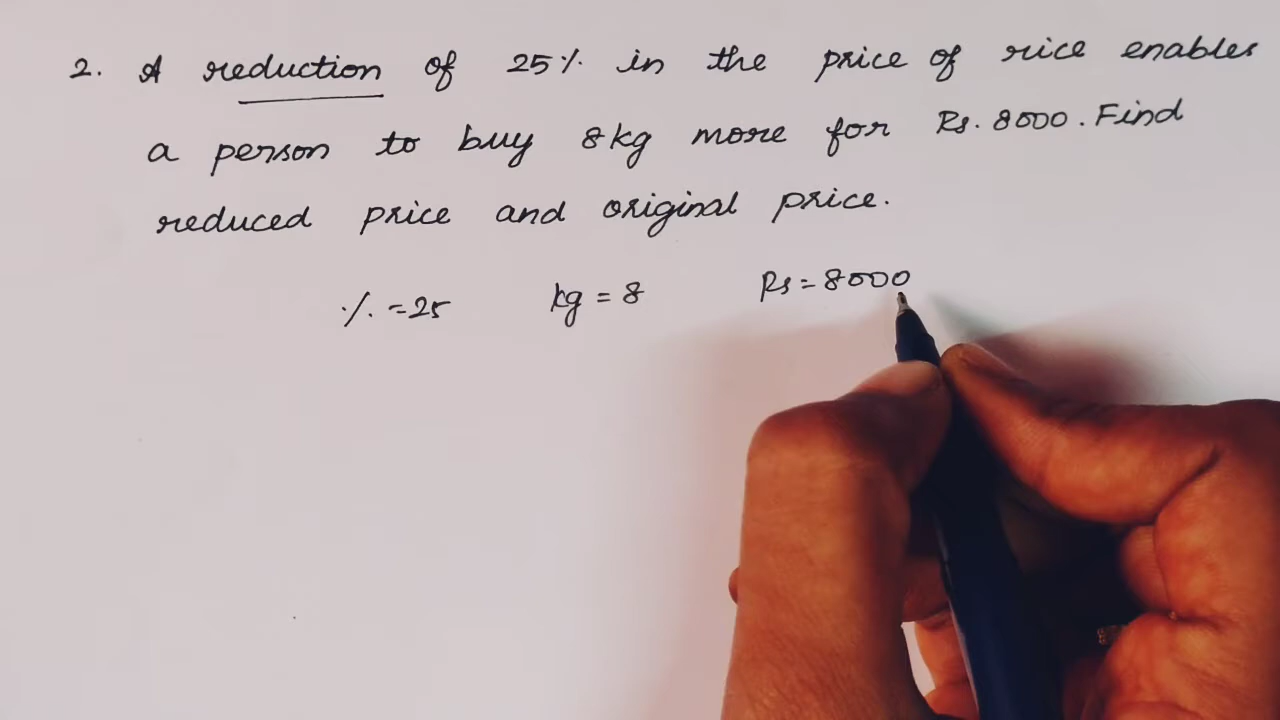 2. A reduction of 25% in the price of rice enables
a person to buy 8kg more for Rs. 8000. Find
reduced price and original price.
% = 25 kg = 8 Rs = 8000